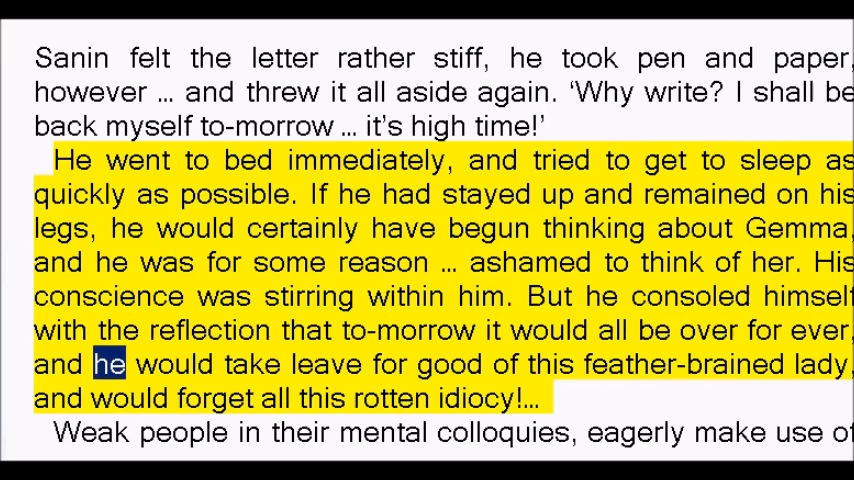 Sanin felt the letter rather stiff, he took pen and paper,
however ... and threw it all aside again. ‘Why write? I shall be
back myself to-morrow ... it’s high time!’
He went to bed immediately, and tried to get to sleep as
quickly as possible. If he had stayed up and remained on his
legs, he would certainly have begun thinking about Gemma,
and he was for some reason ... ashamed to think of her. His
conscience was stirring within him. But he consoled himself
with the reflection that to-morrow it would all be over for ever,
and he would take leave for good of this feather-brained lady,
and would forget all this rotten idiocy!...
Weak people in their mental colloquies, eagerly make use of